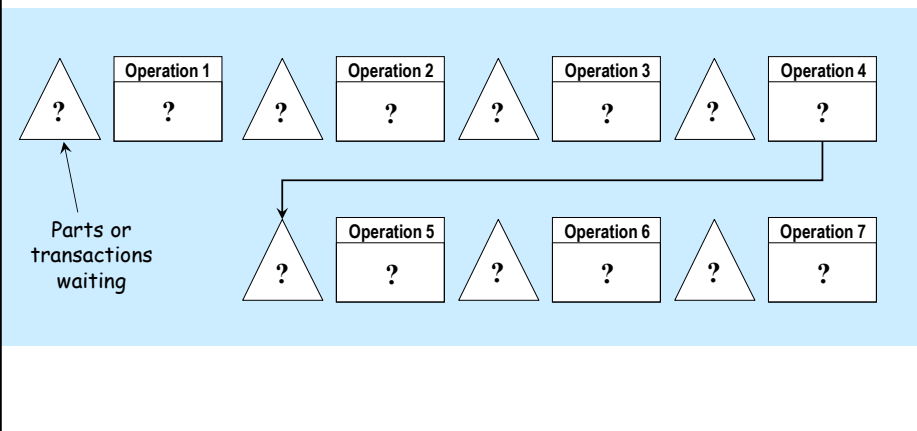 Operation 1
Operation 2
Operation 3
Operation 4
? ? ? ? ? ? ? ?
Parts or
transactions
waiting
Operation 5
Operation 6
Operation 7
? ? ? ? ? ?